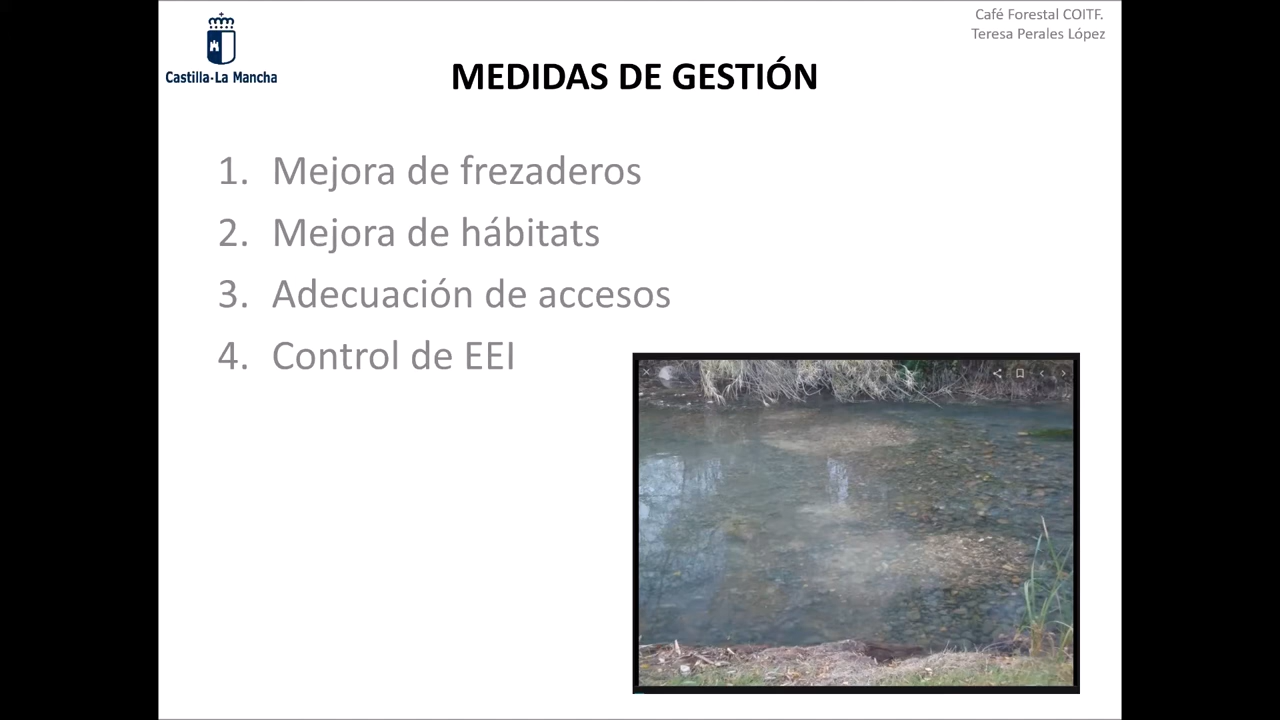 Café Forestal COITF.
Teresa Perales López
Castilla-La Mancha
MEDIDAS DE GESTIÓN
1. Mejora de frezaderos
2. Mejora de hábitats
3. Adecuación de accesos
4. Control de EEI